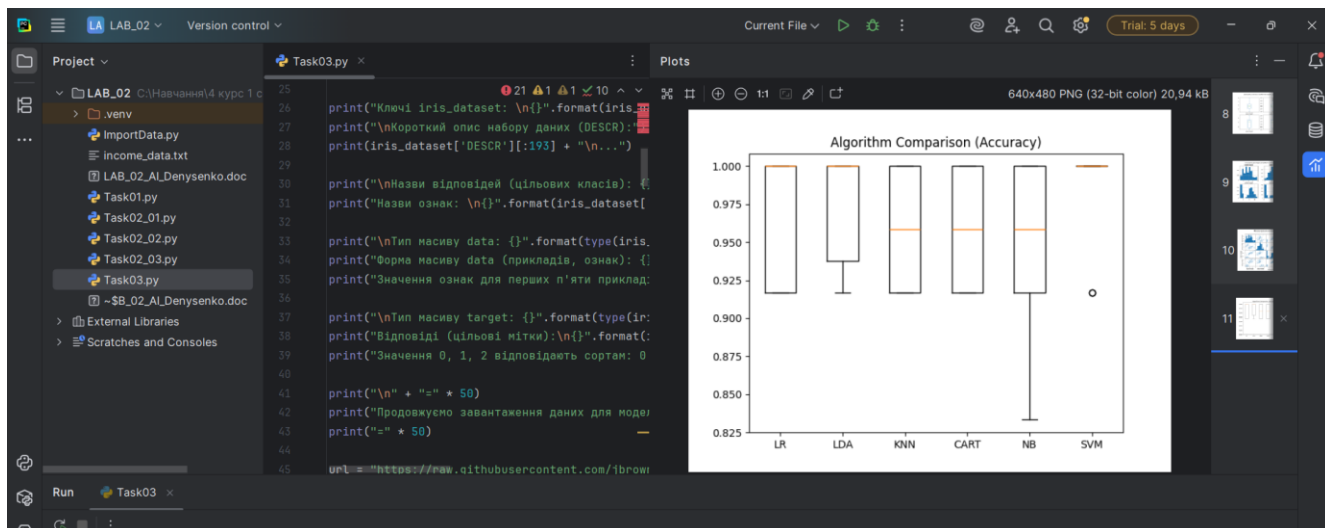 LA LAB_02 Version control Current File Trial: 5 days
Project
LAB_02 C:\Навчання\4 курс 1 с
.venv
ImportData.py
income_data.txt
LAB_02_AI_Denysenko.doc
Task01.py
Task02_01.py
Task02_02.py
Task02_03.py
Task03.py
~$B_02_AI_Denysenko.doc
External Libraries
Scratches and Consoles
Task03.py
21 1 1 10
25
26 print("Ключі iris_dataset: \n{}".format(iris_
27 print("\nКороткий опис набору даних (DESCR):"
28 print(iris_dataset['DESCR'][:193] + "\n...")
29
30 print("\nНазви відповідей (цільових класів): {
31 print("Назви ознак: \n{}".format(iris_dataset[
32
33 print("\nТип масиву data: {}".format(type(iris_
34 print("Форма масиву data (прикладів, ознак): {}
35 print("Значення ознак для перших п'яти приклад
36
37 print("\nТип масиву target: {}".format(type(ir
38 print("Відповіді (цільові мітки):\n{}".format(
39 print("Значення 0, 1, 2 відповідають сортам: 0
40
41 print("\n" + "=" * 50)
42 print("Продовжуємо завантаження даних для моде
43 print("=" * 50)
44
45 url = "https://raw.githubusercontent.com/jbrow
Plots
1:1 640x480 PNG (32-bit color) 20,94 kB
Algorithm Comparison (Accuracy)
1.000
0.975
0.950
0.925
0.900
0.875
0.850
0.825
LR LDA KNN CART NB SVM
8
9
10
11
Run Task03